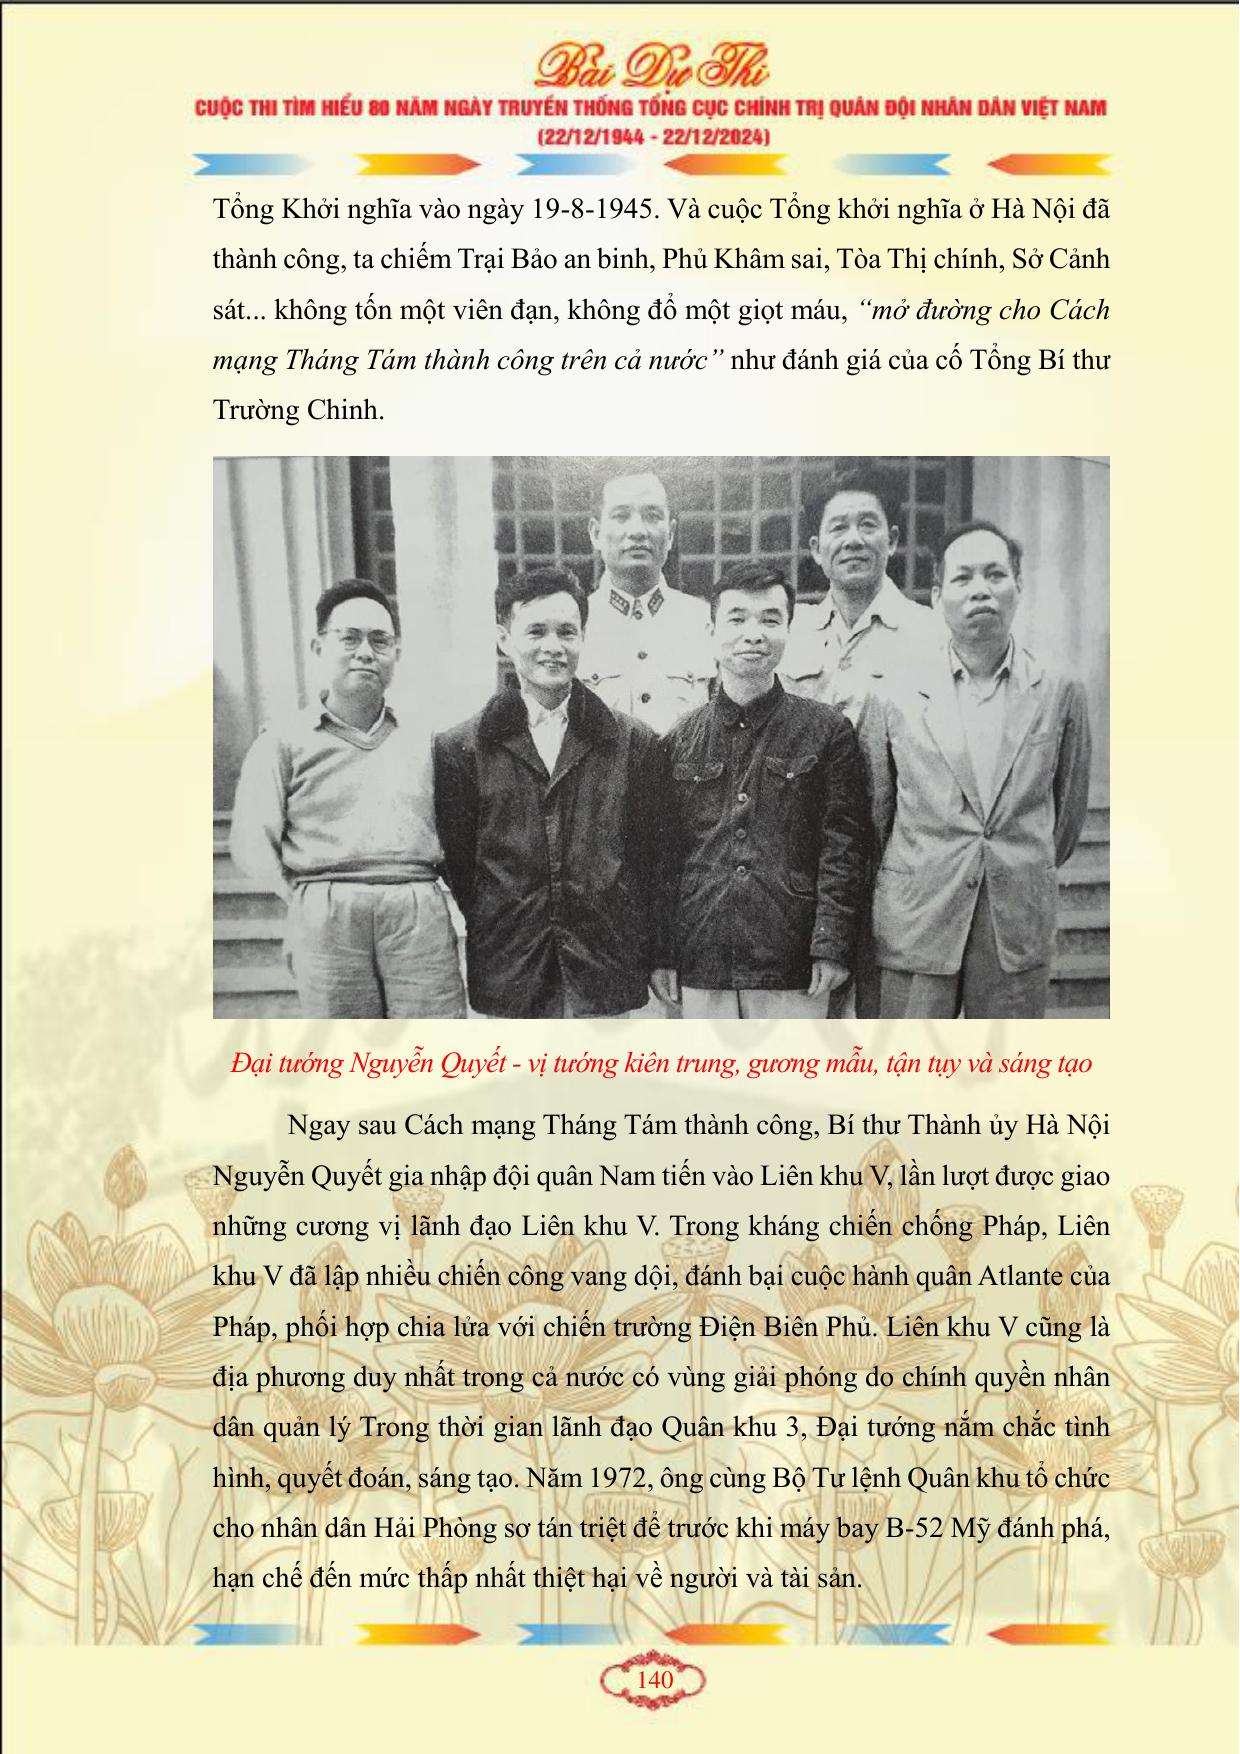 Bài Dự Thi
CUỘC THI TÌM HIỂU 80 NĂM NGÀY TRUYỀN THỐNG TỔNG CỤC CHÍNH TRỊ QUÂN ĐỘI NHÂN DÂN VIỆT NAM
(22/12/1944 - 22/12/2024)
Tổng Khởi nghĩa vào ngày 19-8-1945. Và cuộc Tổng khởi nghĩa ở Hà Nội đã
thành công, ta chiếm Trại Bảo an binh, Phủ Khâm sai, Tòa Thị chính, Sở Cảnh
sát... không tốn một viên đạn, không đổ một giọt máu, “mở đường cho Cách
mạng Tháng Tám thành công trên cả nước” như đánh giá của cố Tổng Bí thư
Trường Chinh.
Đại tướng Nguyễn Quyết - vị tướng kiên trung, gương mẫu, tận tụy và sáng tạo
Ngay sau Cách mạng Tháng Tám thành công, Bí thư Thành ủy Hà Nội
Nguyễn Quyết gia nhập đội quân Nam tiến vào Liên khu V, lần lượt được giao
những cương vị lãnh đạo Liên khu V. Trong kháng chiến chống Pháp, Liên
khu V đã lập nhiều chiến công vang dội, đánh bại cuộc hành quân Atlante của
Pháp, phối hợp chia lửa với chiến trường Điện Biên Phủ. Liên khu V cũng là
địa phương duy nhất trong cả nước có vùng giải phóng do chính quyền nhân
dân quản lý Trong thời gian lãnh đạo Quân khu 3, Đại tướng nắm chắc tình
hình, quyết đoán, sáng tạo. Năm 1972, ông cùng Bộ Tư lệnh Quân khu tổ chức
cho nhân dân Hải Phòng sơ tán triệt để trước khi máy bay B-52 Mỹ đánh phá,
hạn chế đến mức thấp nhất thiệt hại về người và tài sản.
140